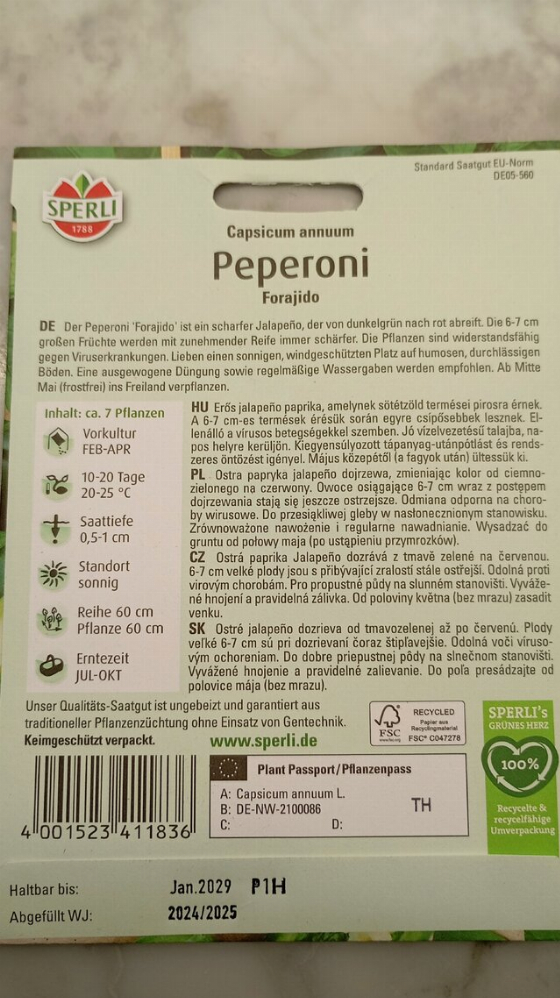 Standard Saatgut EU-Norm
DE05-560
SPERLI
1788
Capsicum annuum
Peperoni
Forajido
DE Der Peperoni 'Forajido' ist ein scharfer Jalapeño, der von dunkelgrün nach rot abreift. Die 6-7 cm
großen Früchte werden mit zunehmender Reife immer schärfer. Die Pflanzen sind widerstandsfähig
gegen Viruserkrankungen. Lieben einen sonnigen, windgeschützten Platz auf humosen, durchlässigen
Böden. Eine ausgewogene Düngung sowie regelmäßige Wassergaben werden empfohlen. Ab Mitte
Mai (frostfrei) ins Freiland verpflanzen.
Inhalt: ca. 7 Pflanzen
Vorkultur
FEB-APR
10-20 Tage
20-25 °C
Saattiefe
0,5-1 cm
Standort
sonnig
Reihe 60 cm
Pflanze 60 cm
Erntezeit
JUL-OKT
HU Erős jalapeño paprika, amelynek sötétzöld termései pirosra érnek.
A 6-7 cm-es termések érésük során egyre csípősebbek lesznek. El-
lenálló a vírusos betegségekkel szemben. Jó vízelvezetésű talajba, na-
pos helyre kerüljön. Kiegyensúlyozott tápanyag-utánpótlást és rends-
zeres öntözést igényel. Május közepétől (a fagyok után) ültessük ki.
PL Ostra papryka jalapeño dojrzewa, zmieniając kolor od ciemno-
zielonego na czerwony. Owoce osiągające 6-7 cm wraz z postępem
dojrzewania stają się jeszcze ostrzejsze. Odmiana odporna na choro-
by wirusowe. Do przesiąkliwej gleby w nasłonecznionym stanowisku.
Zrównoważone nawożenie i regularne nawadnianie. Wysadzać do
gruntu od połowy maja (po ustąpieniu przymrozków).
CZ Ostrá paprika Jalapeño dozrává z tmavě zelené na červenou.
6-7 cm velké plody jsou s přibývající zralostí stále ostřejší. Odolná proti
virovým chorobám. Pro propustné půdy na slunném stanovišti. Vyváže-
né hnojení a pravidelná zálivka. Od poloviny května (bez mrazu) zasadit
venku.
SK Ostré jalapeño dozrieva od tmavozelenej až po červenú. Plody
veľké 6-7 cm sú pri dozrievaní čoraz štipľavejšie. Odolná voči viruso-
vým ochoreniam. Do dobre priepustnej pôdy na slnečnom stanovišti.
Vyvážené hnojenie a pravidelné zalievanie. Do poľa presádzajte od
polovice mája (bez mrazu).
Unser Qualitäts-Saatgut ist ungebeizt und garantiert aus
traditioneller Pflanzenzüchtung ohne Einsatz von Gentechnik.
Keimgeschützt verpackt.
www.sperli.de
FSC
www.fsc.org
RECYCLED
Papier aus
Recyclingmaterial
FSC® C047278
SPERLI's
GRÜNES HERZ
100%
Recycelte &
recycelfähige
Umverpackung
Plant Passport/Pflanzenpass
A: Capsicum annuum L.
B: DE-NW-2100086
C: D:
TH
4 001523 411836
Haltbar bis: Jan.2029 P1H
Abgefüllt WJ: 2024/2025